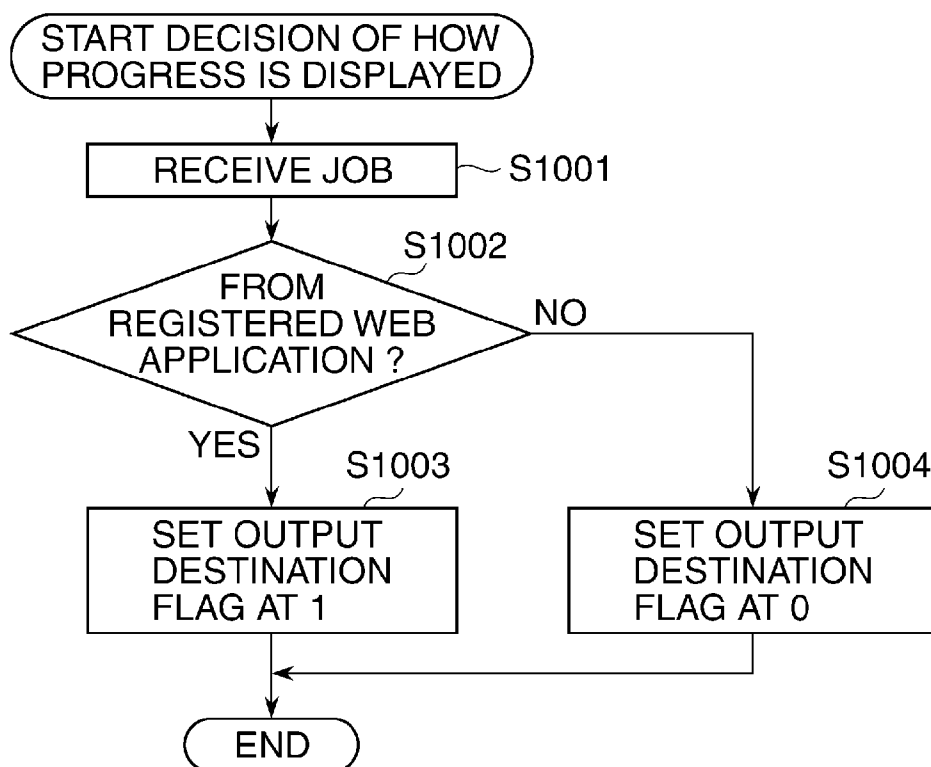 START DECISION OF HOW
PROGRESS IS DISPLAYED
RECEIVE JOB
S1001
S1002
FROM
REGISTERED WEB
APPLICATION ?
NO
YES
S1003
SET OUTPUT
DESTINATION
FLAG AT 1
S1004
SET OUTPUT
DESTINATION
FLAG AT 0
END